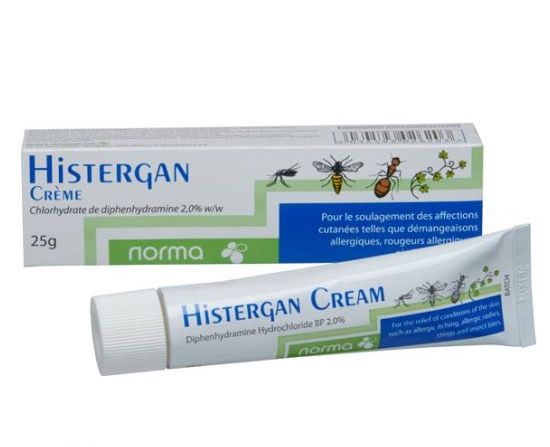 HISTERGAN
CRÈME
Chlorhydrate de diphenhydramine 2,0% w/w
25g
norma
Pour le soulagement des affections
cutanées telles que démangeaisons
allergiques, rougeurs allergiques
HISTERGAN CREAM
Diphenhydramine Hydrochloride BP 2.0%
norma
For the relief of conditions of the skin
such as allergic itching, allergic rashes,
stings and insect bites.
BATCH